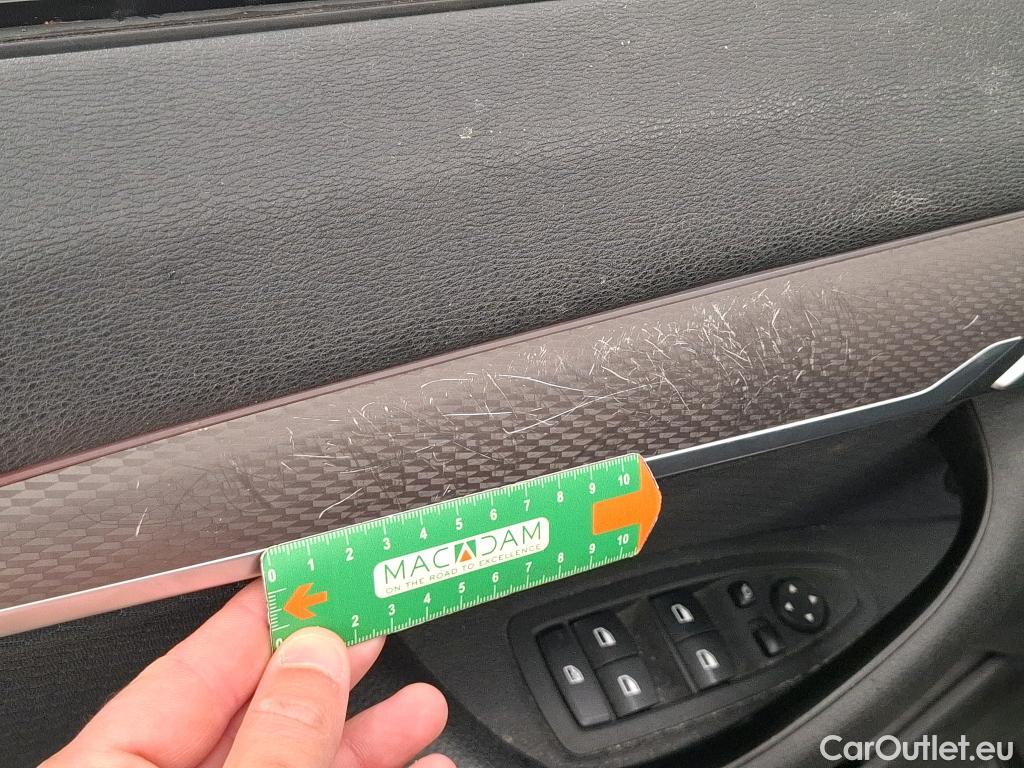 0 1 2 3 4 5 6 7 8 9 10
MACADAM
ON THE ROAD TO EXCELLENCE
0 2 3 4 5 6 7 8 9 10
CarOutlet.eu